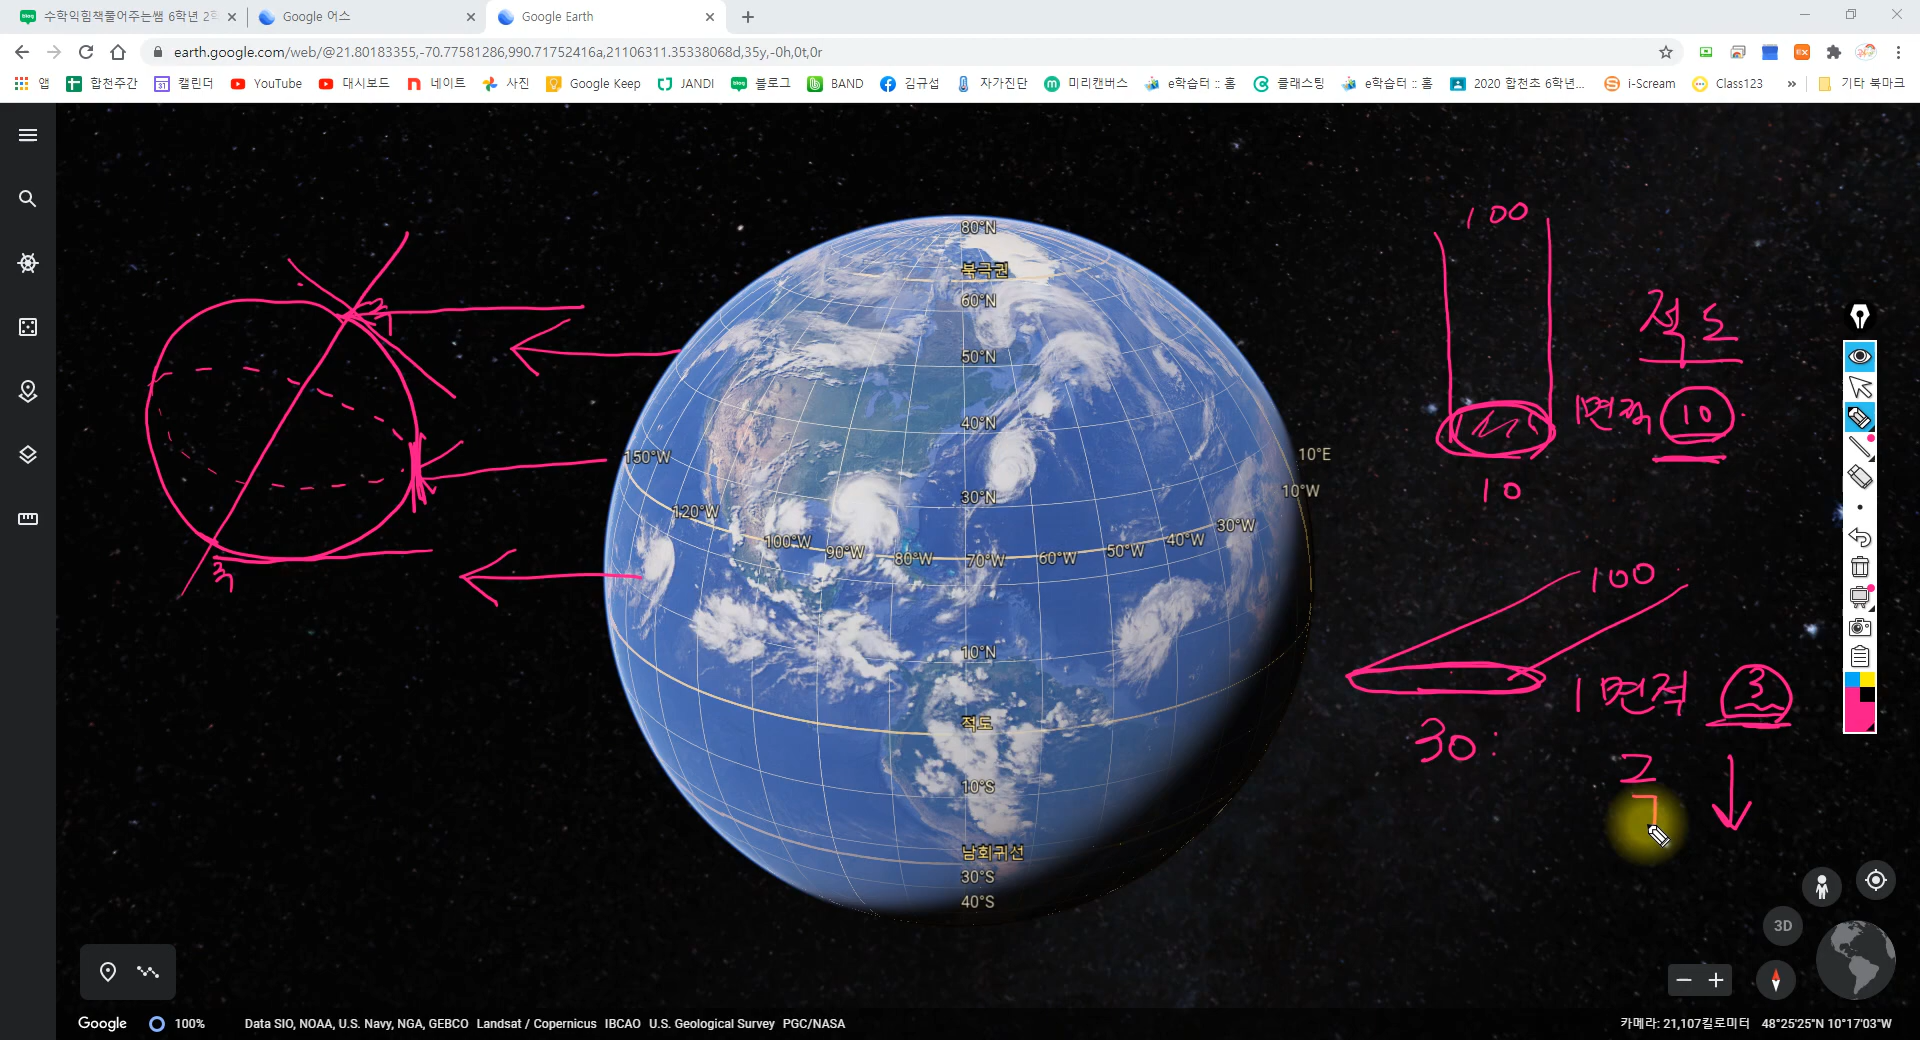 수학익힘책풀어주는쌤 6학년 2학
Google 어스
Google Earth
earth.google.com/web/@21.80183355,-70.77581286,990.71752416a,21106311.35338068d,35y,-0h,0t,0r
앱 합천주간 캘린더 YouTube 대시보드 네이트 사진 Google Keep JANDI 블로그 BAND 김규섭 자가진단 미리캔버스 e학습터 :: 홈 클래스팅 e학습터 :: 홈 2020 합천초 6학년... i-Scream Class123 » 기타 북마크
100
80°N
북극권
60°N
적도
50°N
1면적 10
40°N
150°W
10°E
10°W
10
30°N
120°W
30°W
100°W
90°W
80°W
70°W
60°W
50°W
40°W
100
10°N
1면적 3
적도
30:
10°S
2
남회귀선
30°S
40°S
3D
Google 100% Data SIO, NOAA, U.S. Navy, NGA, GEBCO Landsat / Copernicus IBCAO U.S. Geological Survey PGC/NASA
카메라: 21,107킬로미터 48°25'25"N 10°17'03"W